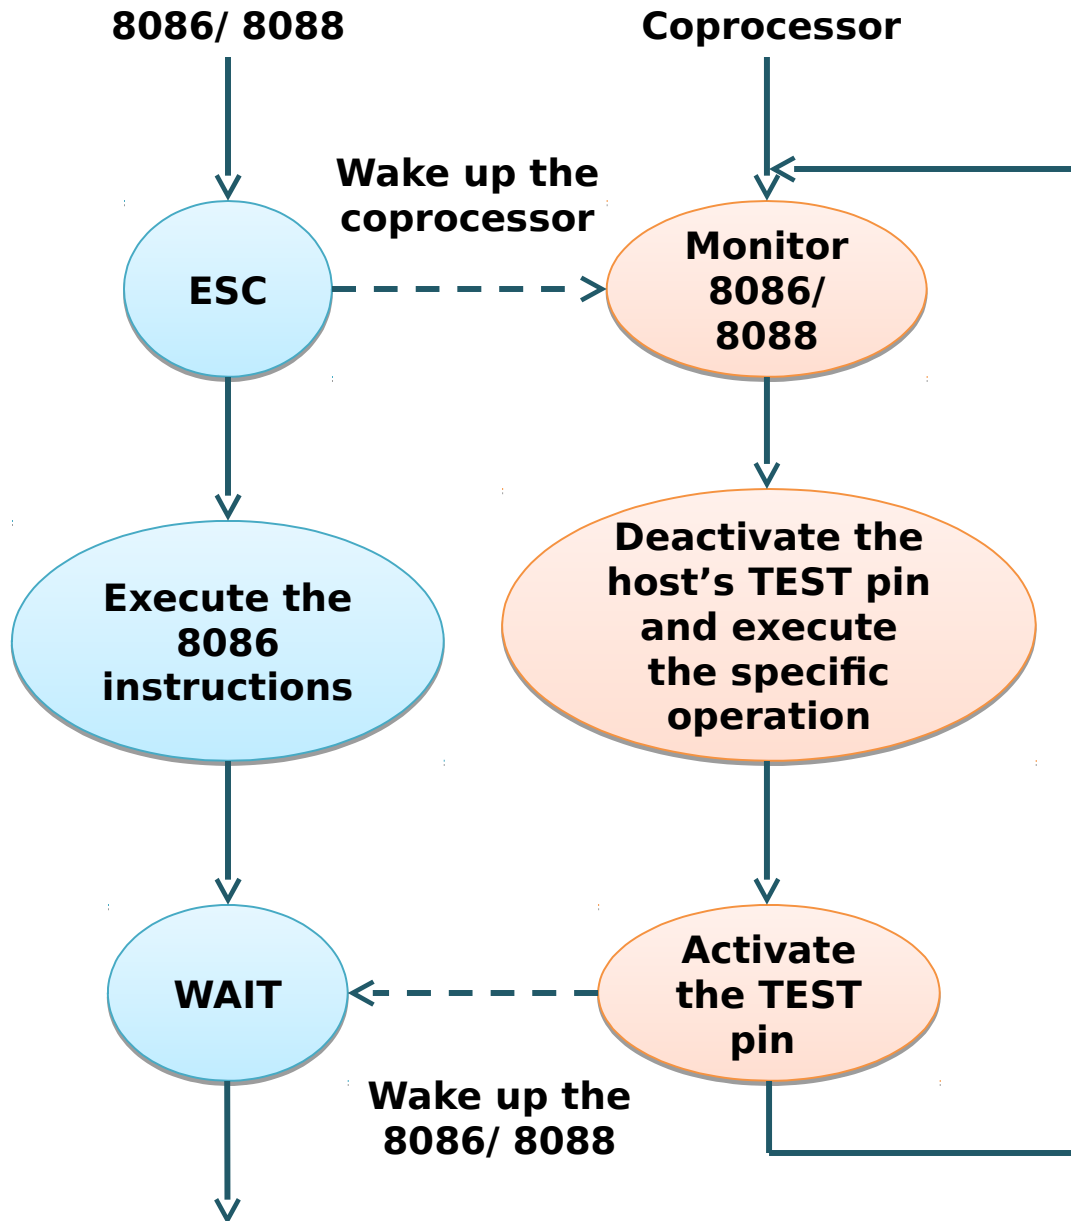 8086/ 8088
Coprocessor
Wake up the
coprocessor
ESC
Monitor
8086/
8088
Execute the
8086
instructions
Deactivate the
host’s TEST pin
and execute
the specific
operation
WAIT
Activate
the TEST
pin
Wake up the
8086/ 8088